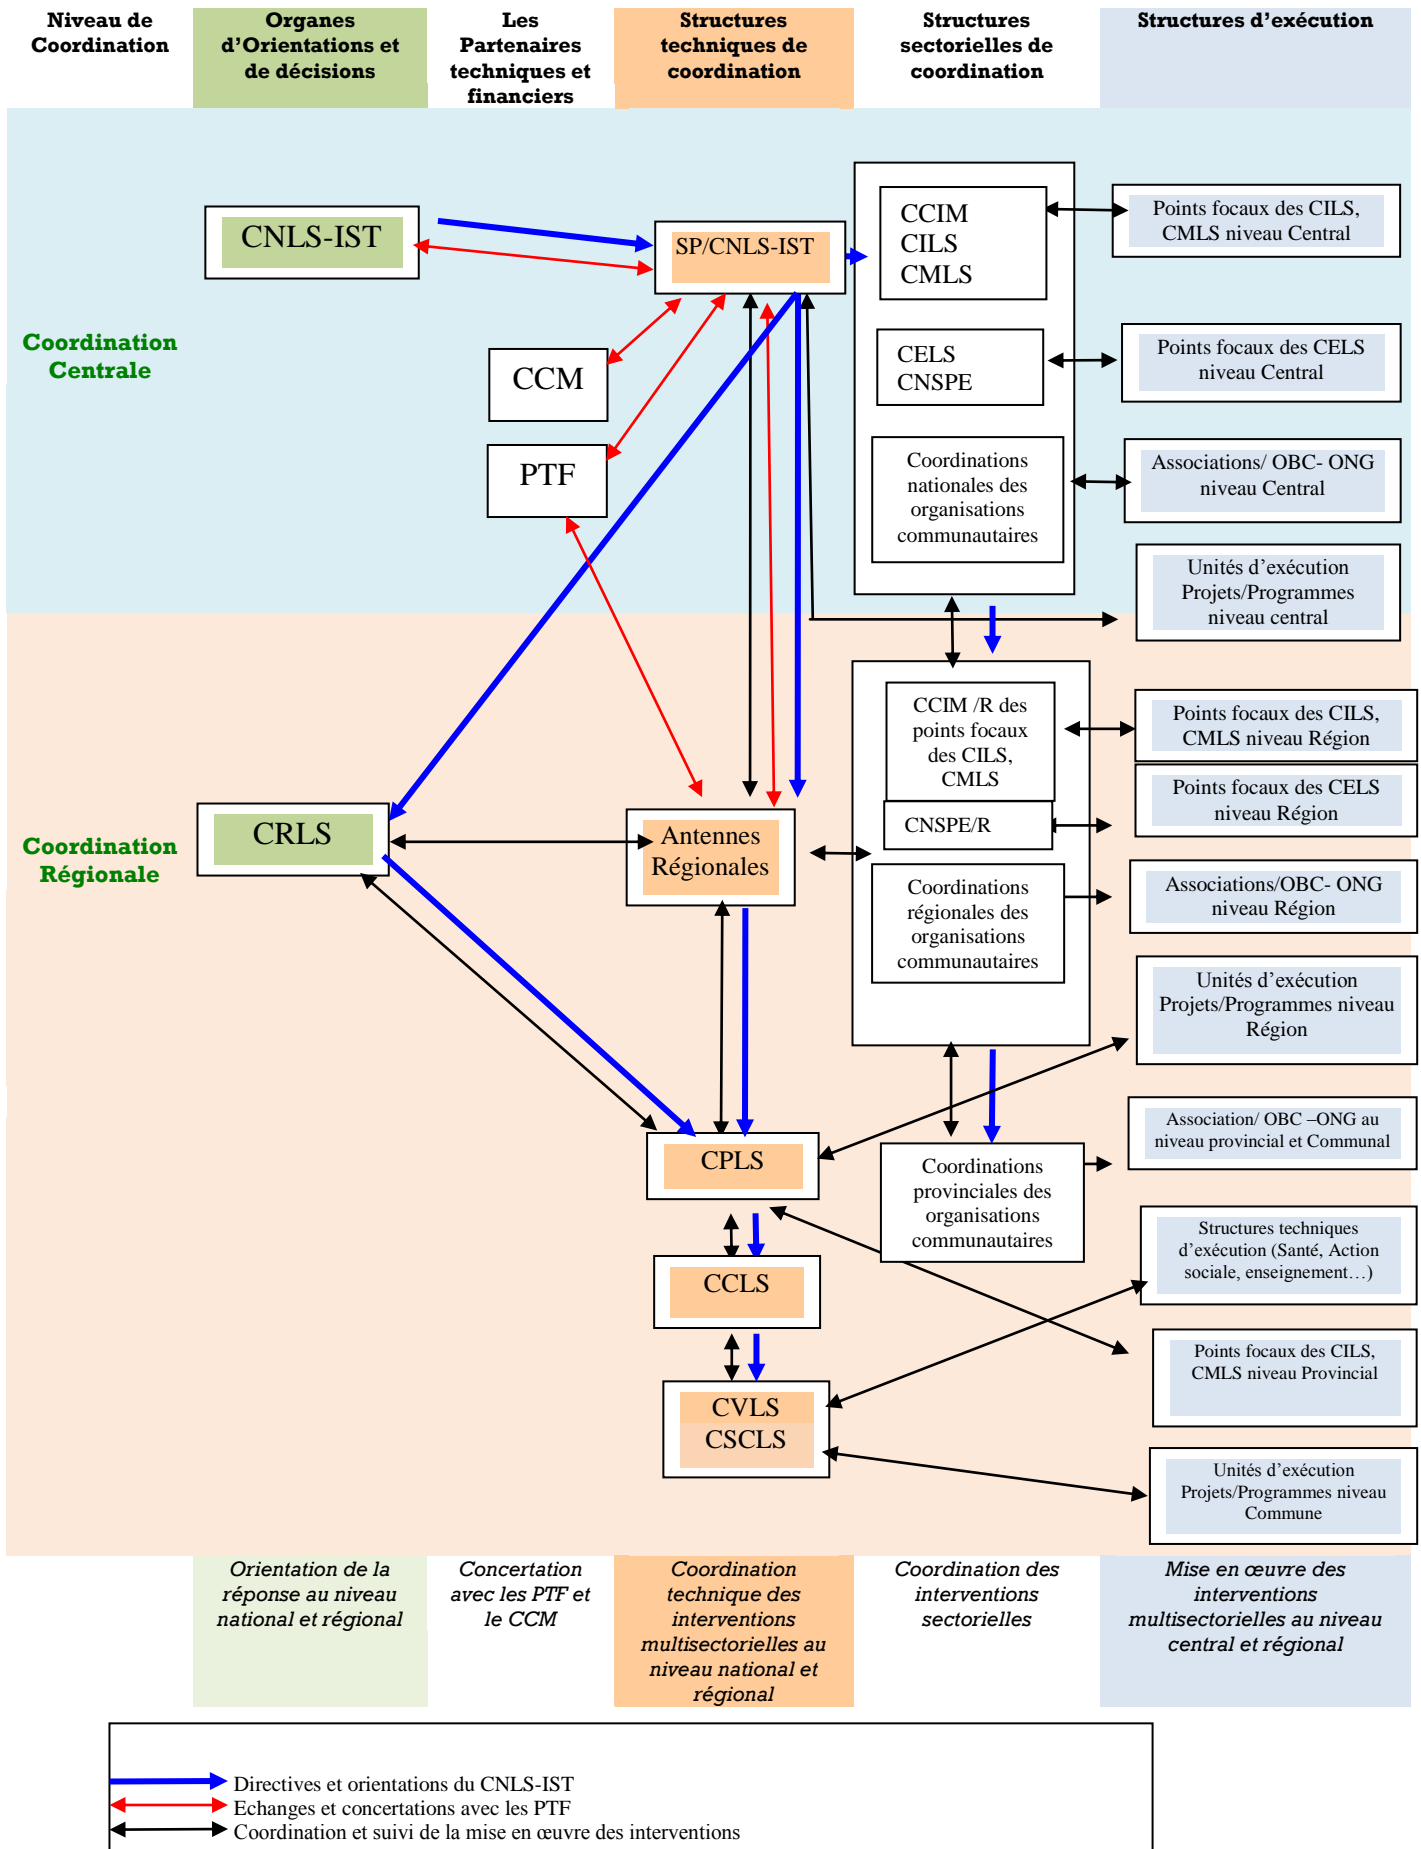 Niveau de
Coordination
Organes
d’Orientations et
de décisions
Les
Partenaires
techniques et
financiers
Structures
techniques de
coordination
Structures
sectorielles de
coordination
Structures d’exécution
Coordination
Centrale
CNLS-IST
CCM
PTF
SP/CNLS-IST
CCIM
CILS
CMLS
CELS
CNSPE
Coordinations
nationales des
organisations
communautaires
Points focaux des CILS,
CMLS niveau Central
Points focaux des CELS
niveau Central
Associations/ OBC- ONG
niveau Central
Unités d’exécution
Projets/Programmes
niveau central
Coordination
Régionale
CRLS
Antennes
Régionales
CPLS
CCLS
CVLS
CSCLS
CCIM /R des
points focaux
des CILS,
CMLS
CNSPE/R
Coordinations
régionales des
organisations
communautaires
Coordinations
provinciales des
organisations
communautaires
Points focaux des CILS,
CMLS niveau Région
Points focaux des CELS
niveau Région
Associations/OBC- ONG
niveau Région
Unités d’exécution
Projets/Programmes niveau
Région
Association/ OBC –ONG au
niveau provincial et Communal
Structures techniques
d’exécution (Santé, Action
sociale, enseignement…)
Points focaux des CILS,
CMLS niveau Provincial
Unités d’exécution
Projets/Programmes niveau
Commune
Orientation de la
réponse au niveau
national et régional
Concertation
avec les PTF et
le CCM
Coordination
technique des
interventions
multisectorielles au
niveau national et
régional
Coordination des
interventions
sectorielles
Mise en œuvre des
interventions
multisectorielles au niveau
central et régional
Directives et orientations du CNLS-IST
Echanges et concertations avec les PTF
Coordination et suivi de la mise en œuvre des interventions